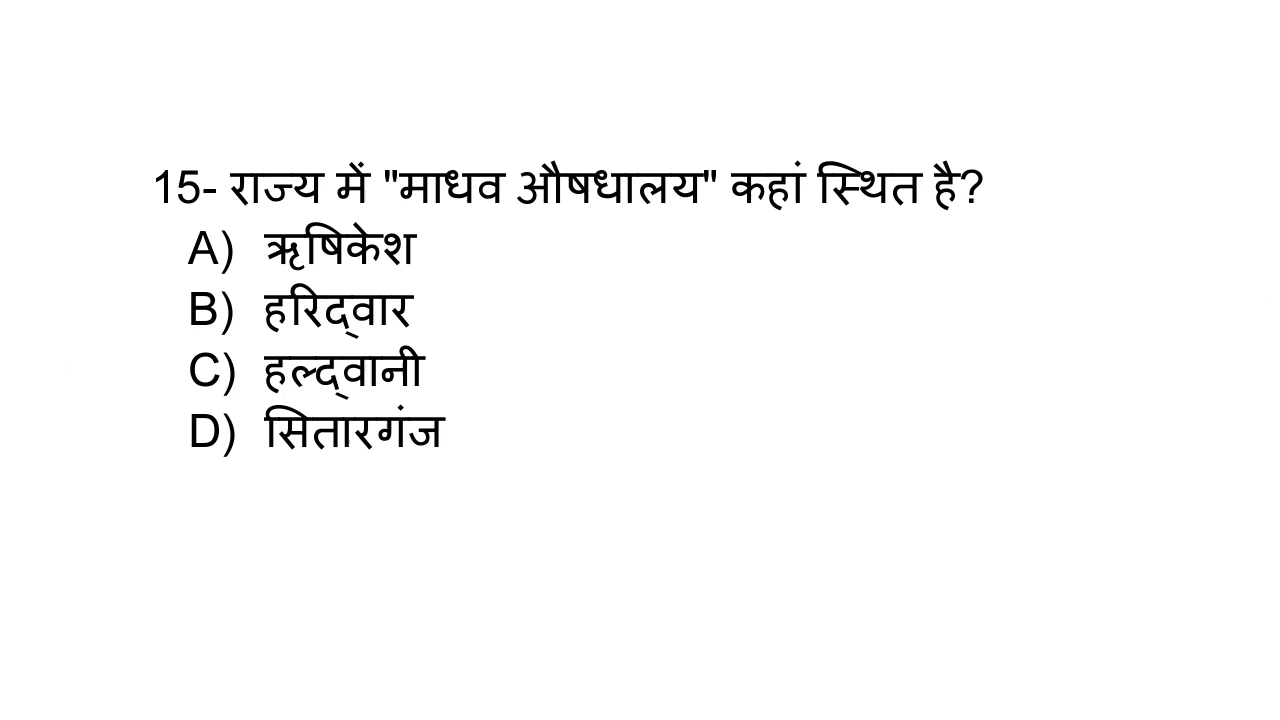 15- राज्य में "माधव औषधालय" कहां स्थित है?
A) ऋषिकेश
B) हरिद्वार
C) हल्द्वानी
D) सितारगंज